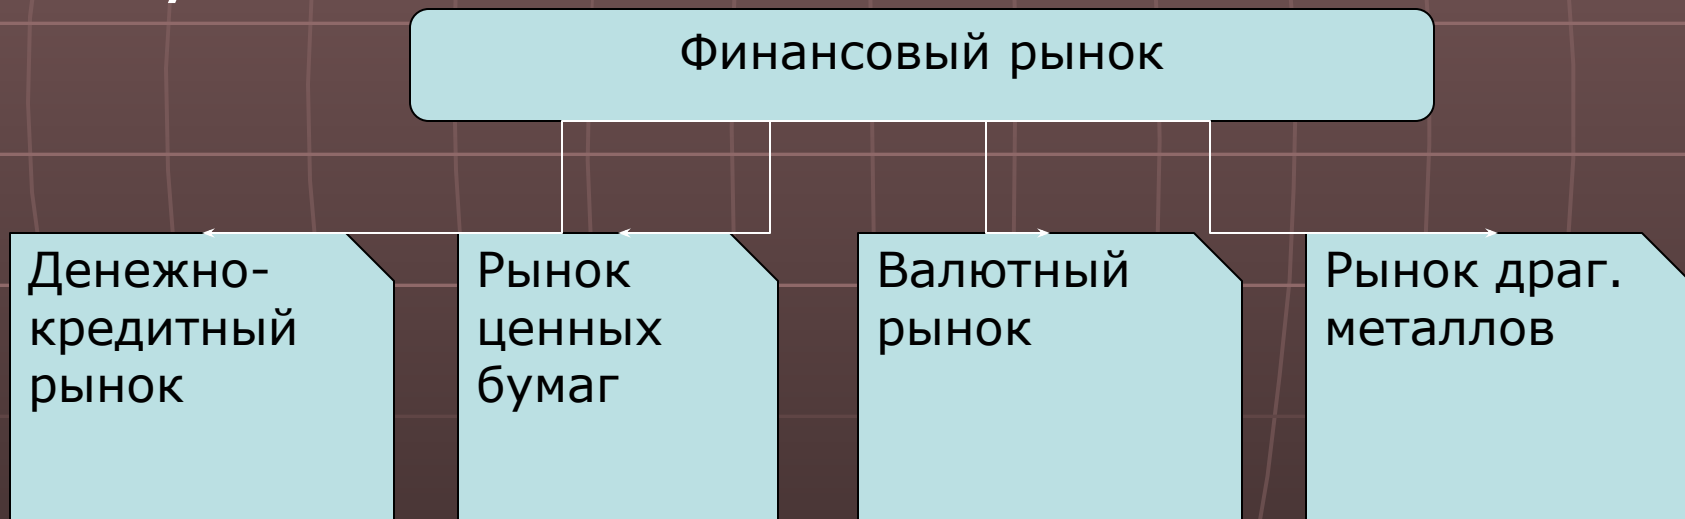 Финансовый рынок
Денежно-
кредитный
рынок
Рынок
ценных
бумаг
Валютный
рынок
Рынок драг.
металлов